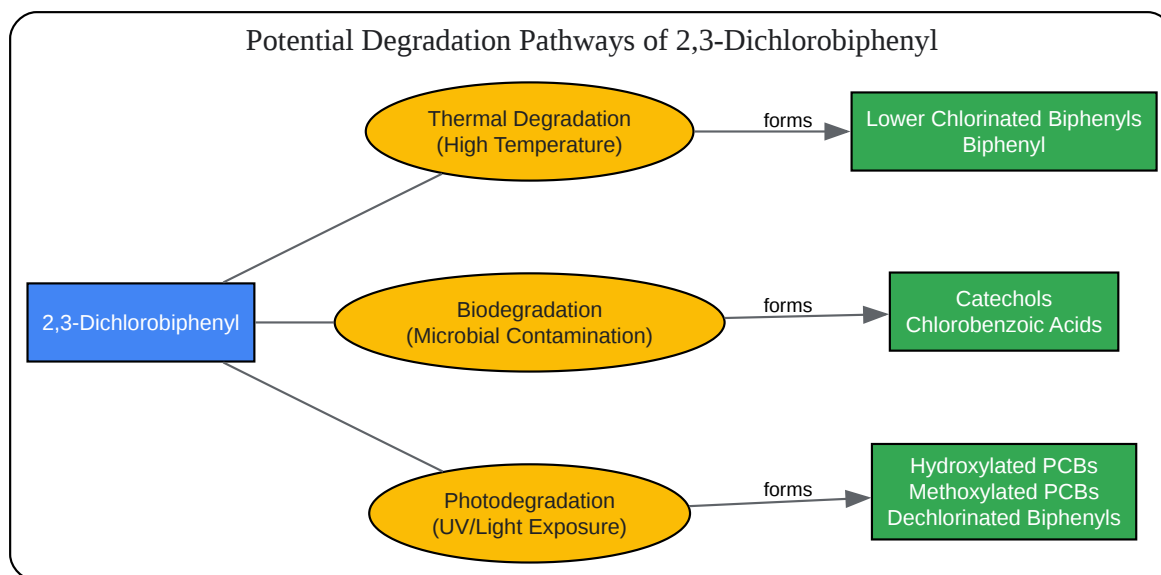 Potential Degradation Pathways of 2,3-Dichlorobiphenyl
Thermal Degradation
(High Temperature)
forms
Lower Chlorinated Biphenyls
Biphenyl
2,3-Dichlorobiphenyl
Biodegradation
(Microbial Contamination)
forms
Catechols
Chlorobenzoic Acids
Photodegradation
(UV/Light Exposure)
forms
Hydroxylated PCBs
Methoxylated PCBs
Dechlorinated Biphenyls